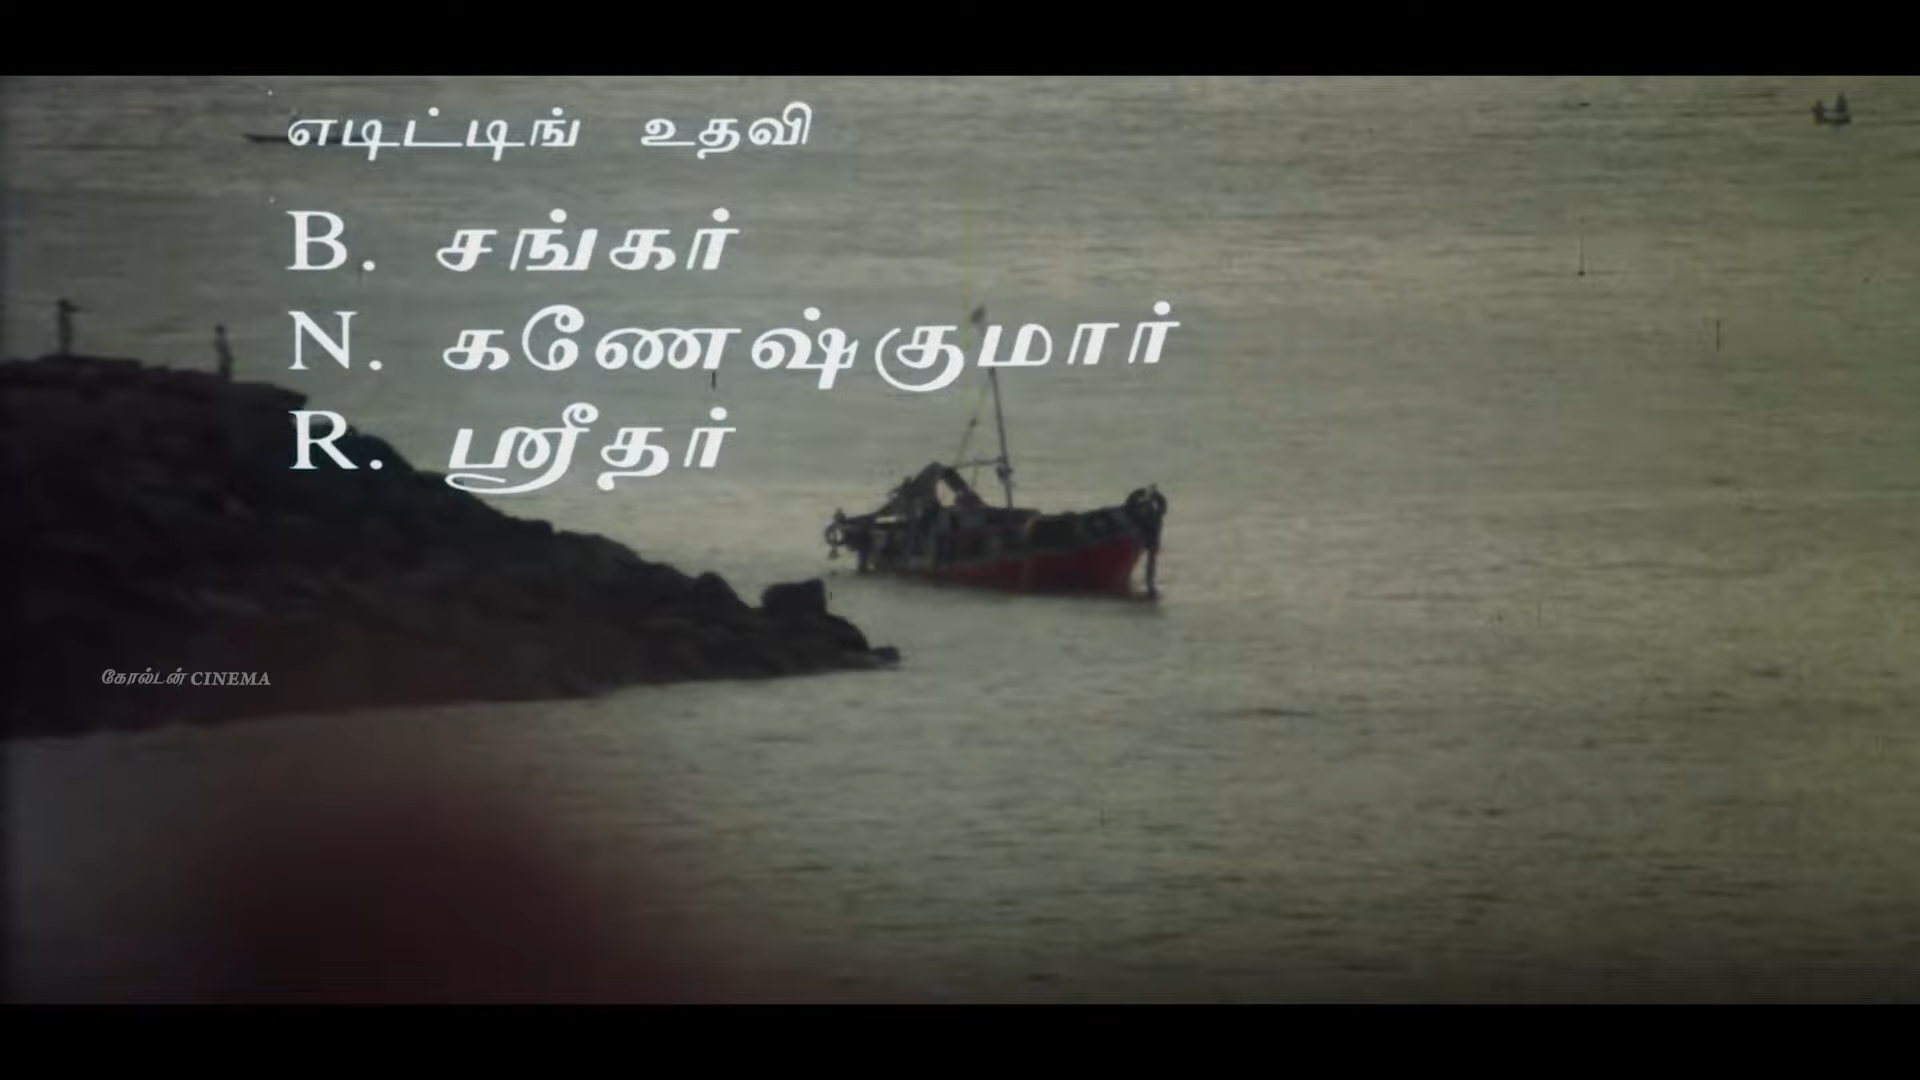 எடிட்டிங் உதவி
B. சங்கர்
N. கணேஷ்குமார்
R. ஸ்ரீதர்
கோல்டன் CINEMA